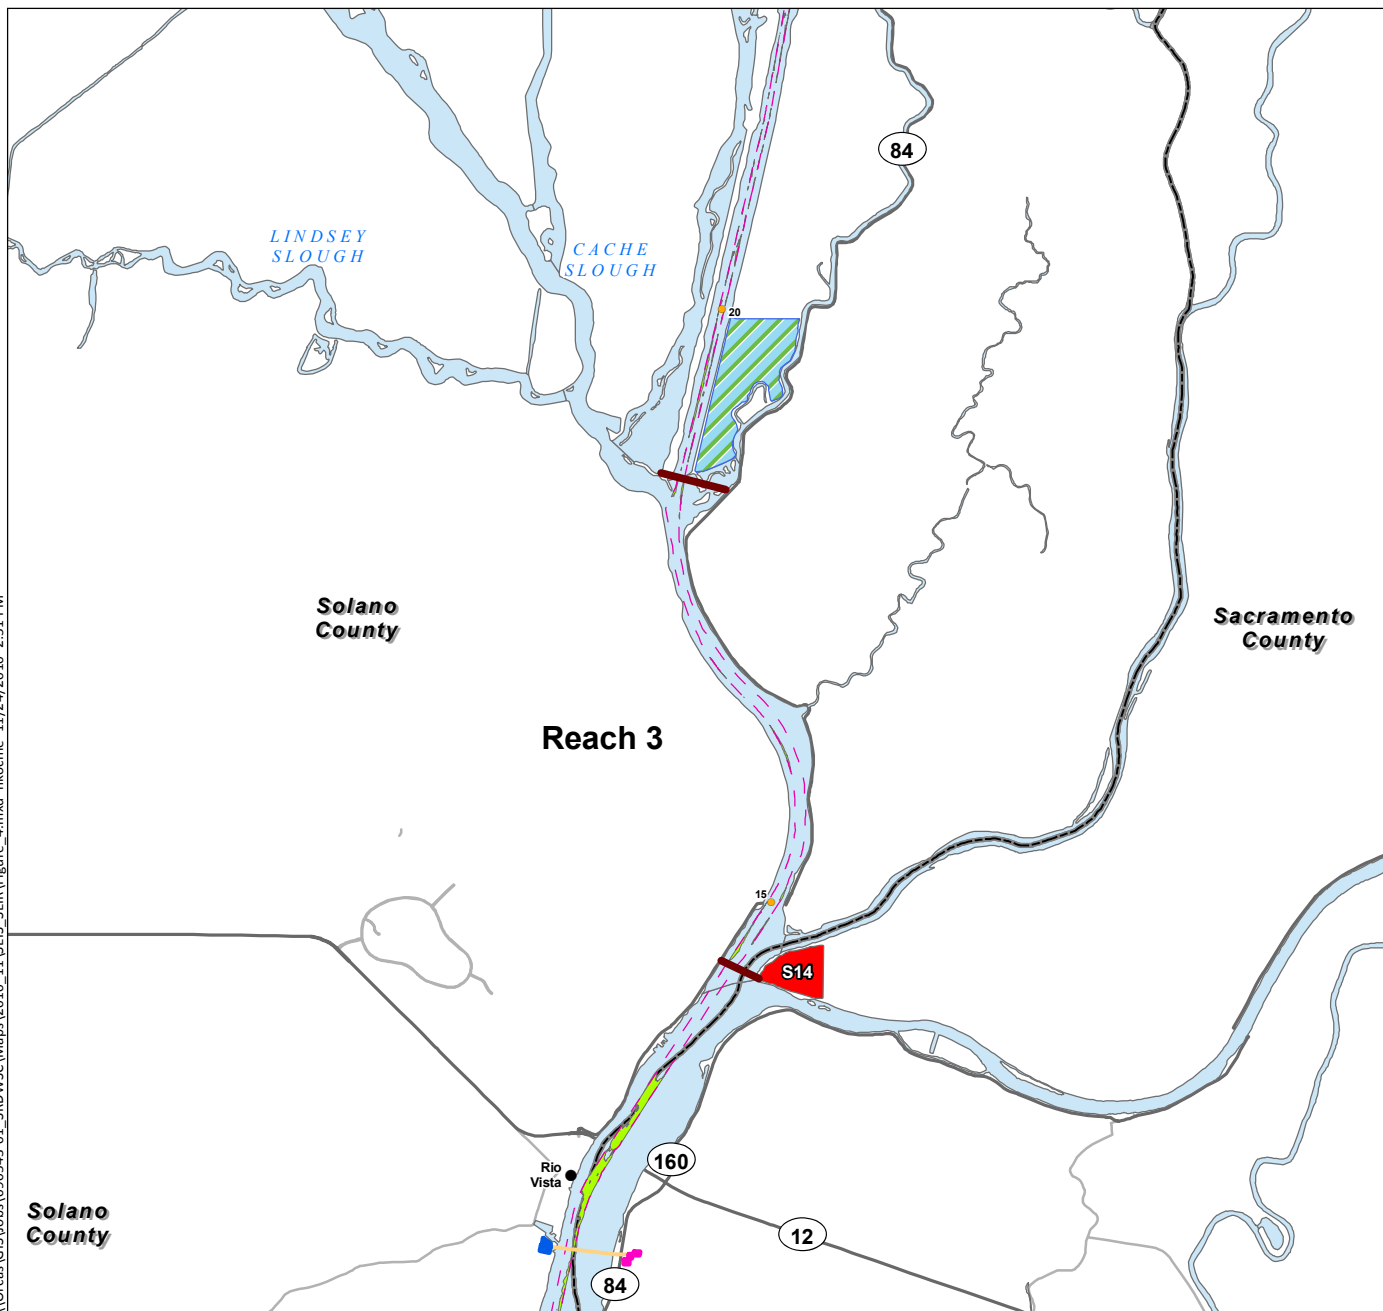 84
LINDSEY
SLOUGH
CACHE
SLOUGH
20
Solano
County
Sacramento
County
Reach 3
15
S14
Rio
Vista
160
Solano
County
12
84